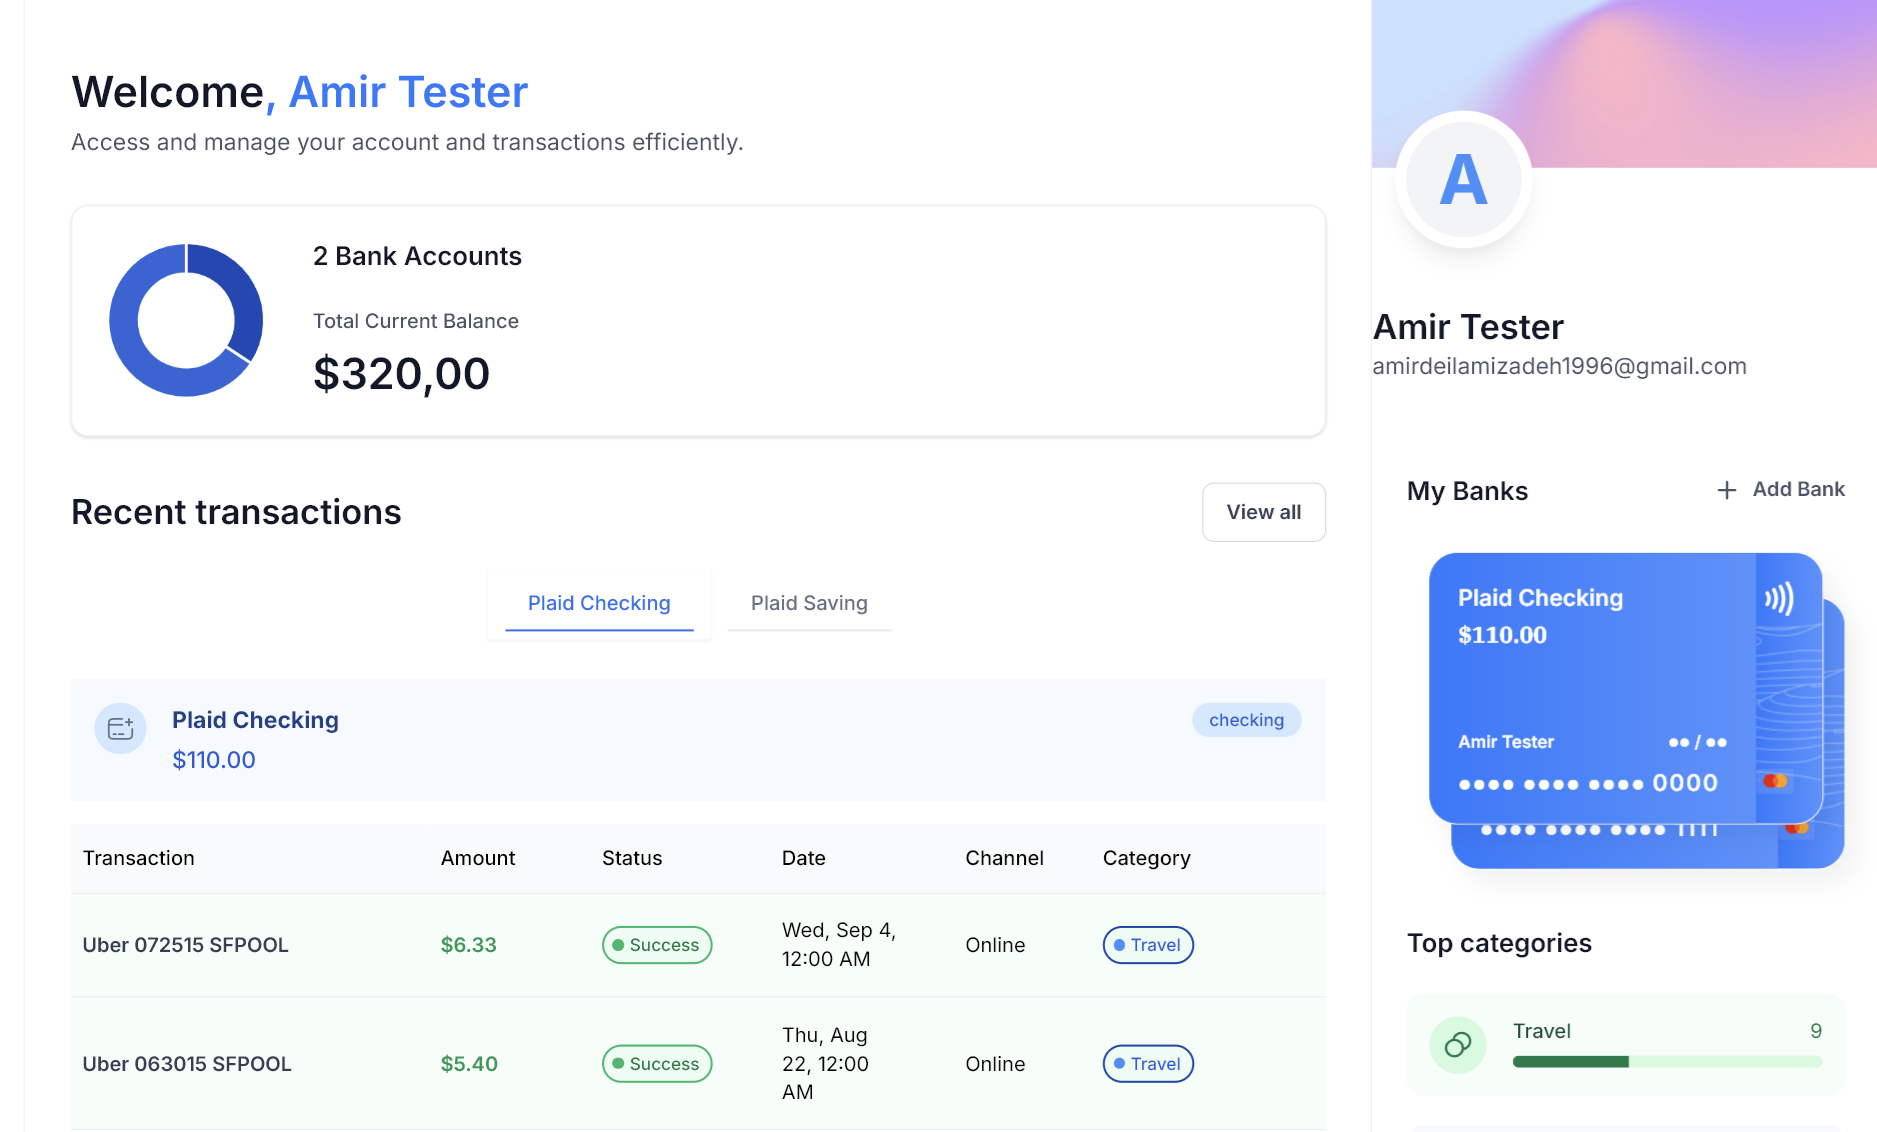 Welcome, Amir Tester
Access and manage your account and transactions efficiently.
2 Bank Accounts
Total Current Balance
$320,00
Recent transactions
View all
Plaid Checking
Plaid Saving
Plaid Checking
$110.00
checking
Transaction Amount Status Date Channel Category
Uber 072515 SFPOOL $6.33 Success Wed, Sep 4, Online Travel
12:00 AM
Uber 063015 SFPOOL $5.40 Success Thu, Aug Online Travel
22, 12:00
AM
A
Amir Tester
amirdeilamizadeh1996@gmail.com
My Banks
+ Add Bank
Plaid Checking
$110.00
Amir Tester ●● / ●●
●●●● ●●●● ●●●● 0000
●●●● ●●●● ●●●● 1111
Top categories
Travel 9